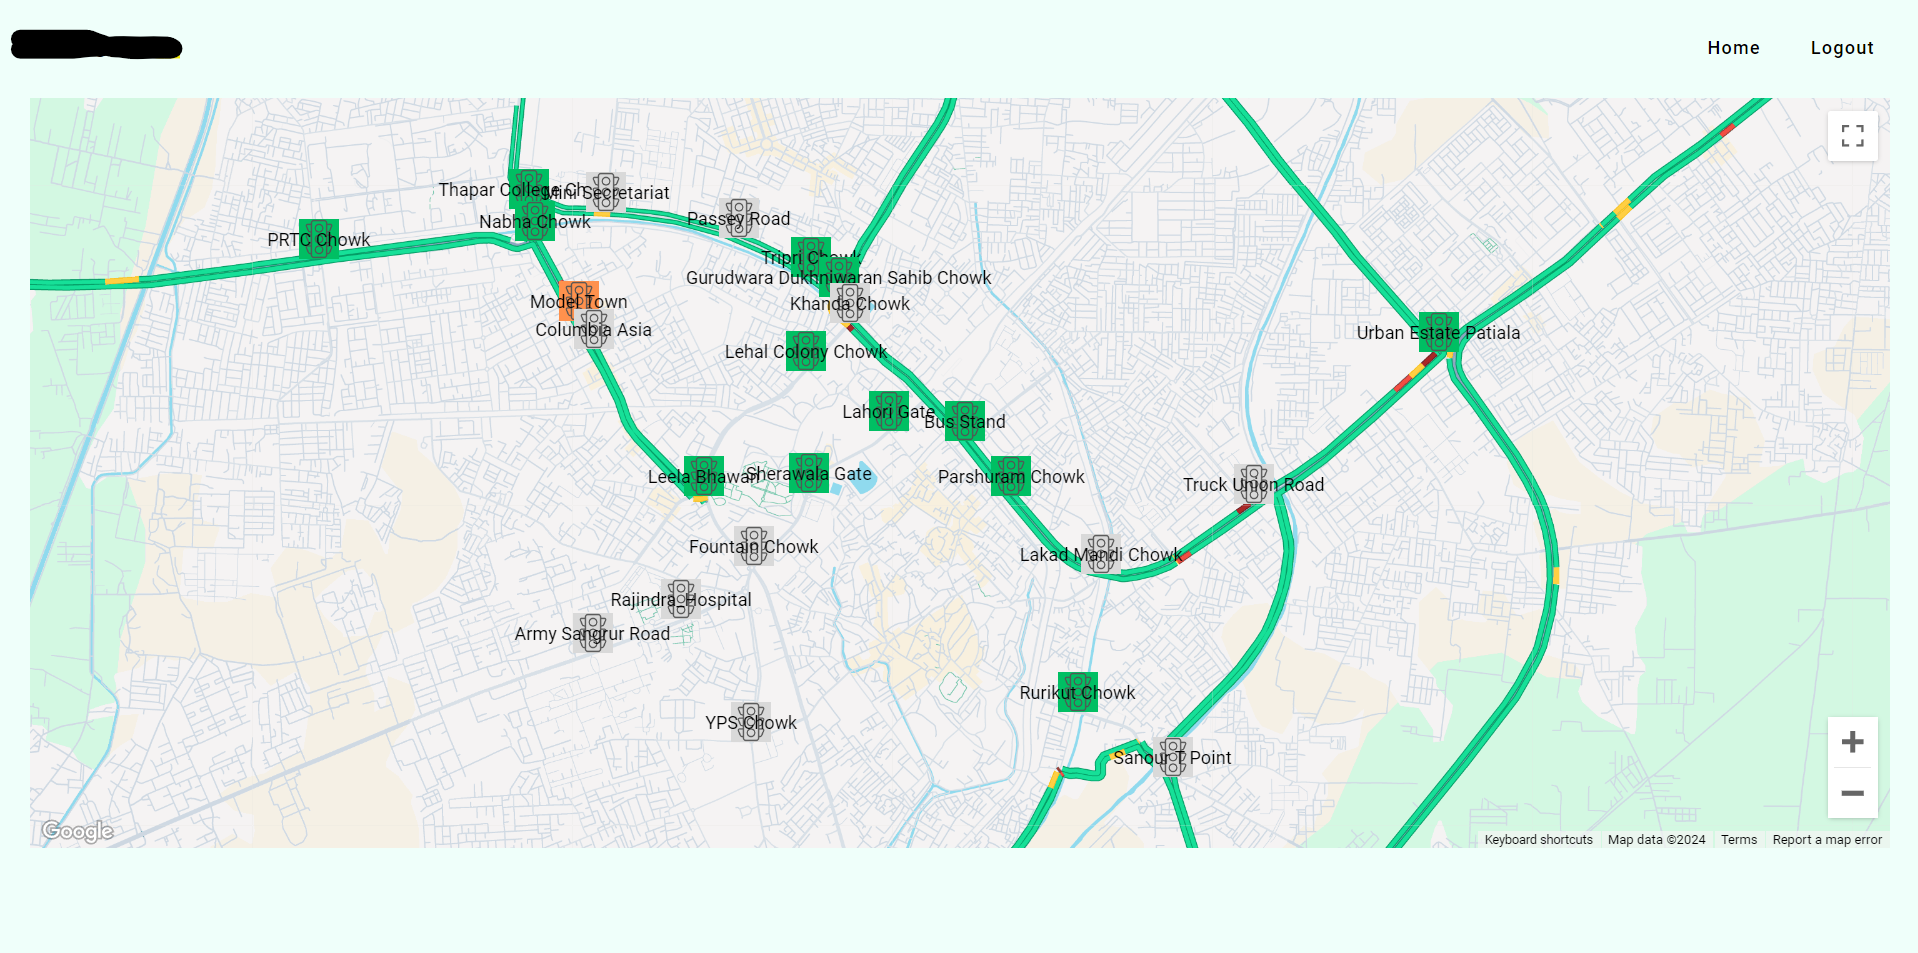 Home
Logout
Thapar College Ch
Mini Secretariat
Nabha Chowk
Passey Road
PRTC Chowk
Tripri Chowk
Gurudwara Dukhniwaran Sahib Chowk
Model Town
Khanda Chowk
Columbia Asia
Urban Estate Patiala
Lehal Colony Chowk
Lahori Gate
Bus Stand
Leela Bhawan
Sherawala Gate
Parshuram Chowk
Truck Union Road
Fountain Chowk
Lakad Mandi Chowk
Rajindra Hospital
Army Sangrur Road
Rurikut Chowk
YPS Chowk
Sanour T Point
Google
Keyboard shortcuts
Map data ©2024
Terms
Report a map error